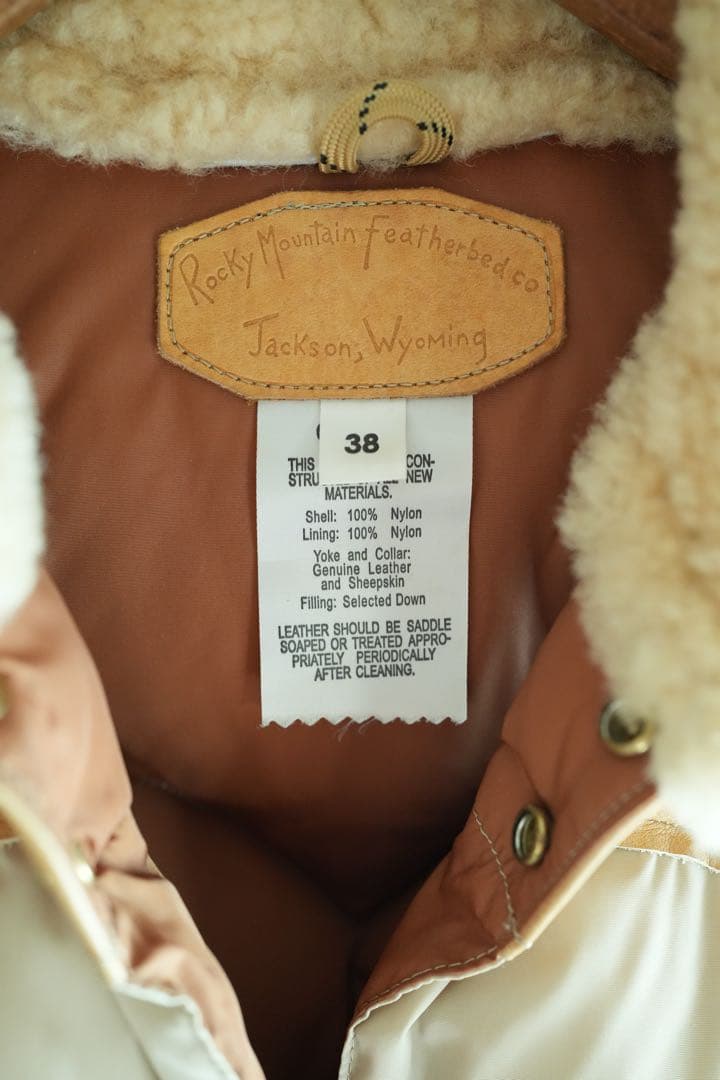 Rocky Mountain Featherbed co
Jackson, Wyoming
38
THIS CON-
STRU NEW
MATERIALS.
Shell: 100% Nylon
Lining: 100% Nylon
Yoke and Collar:
Genuine Leather
and Sheepskin
Filling: Selected Down
LEATHER SHOULD BE SADDLE
SOAPED OR TREATED APPRO-
PRIATELY PERIODICALLY
AFTER CLEANING.